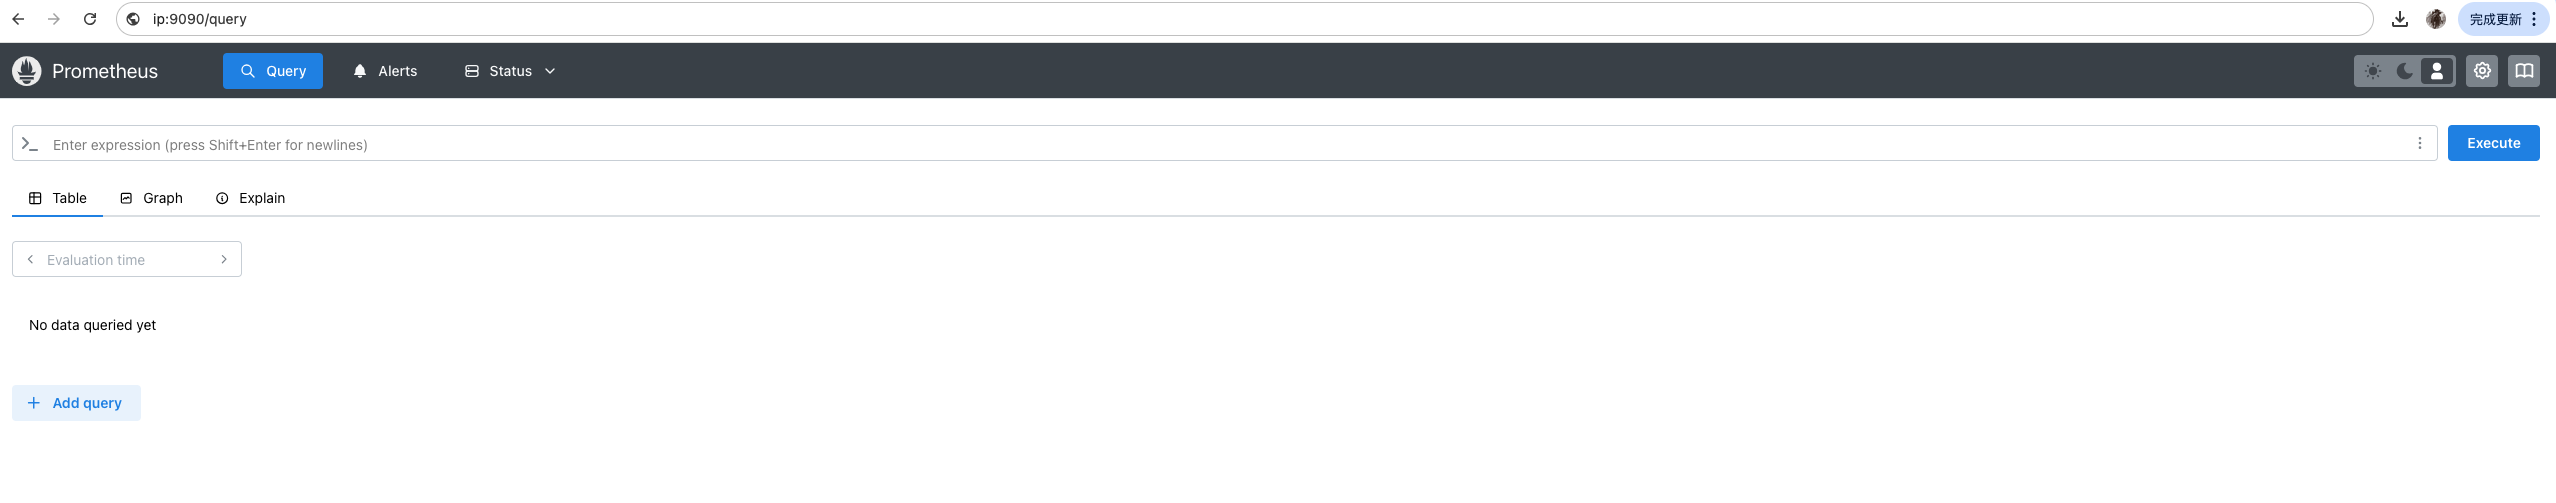 ip:9090/query
完成更新
Prometheus Query Alerts Status
Enter expression (press Shift+Enter for newlines) Execute
Table Graph Explain
Evaluation time
No data queried yet
Add query